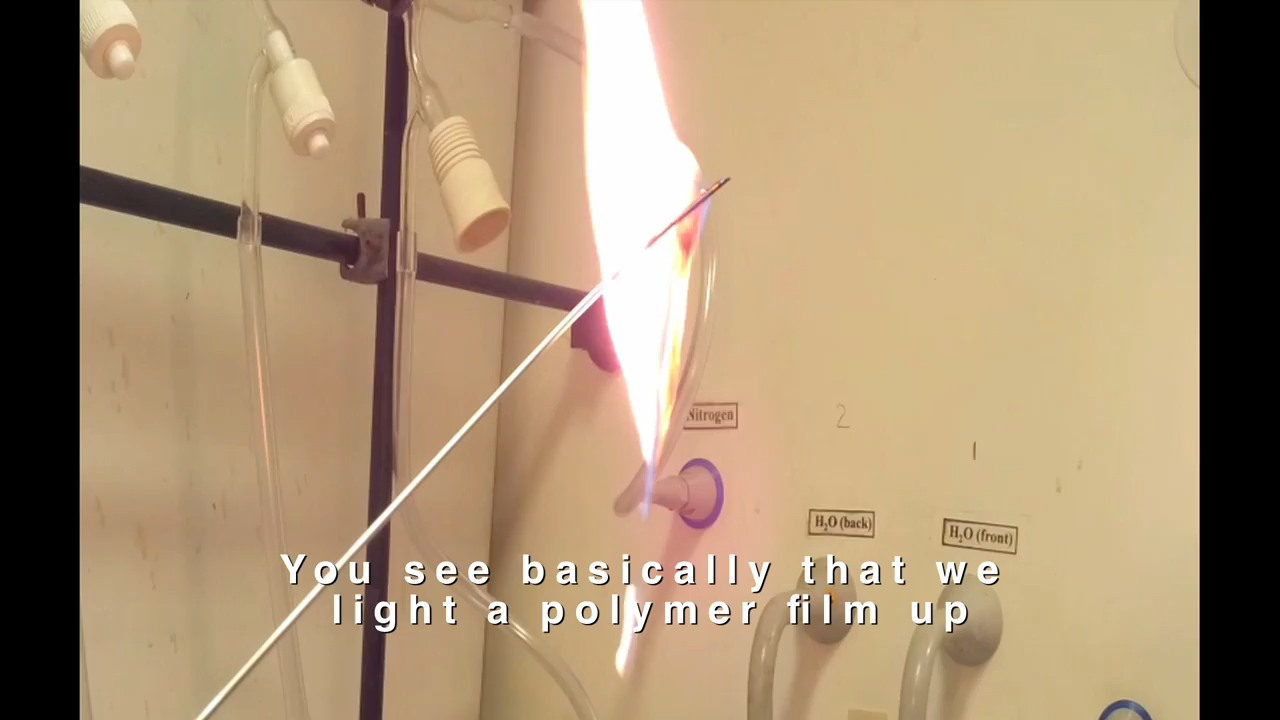 Nitrogen
2
1
H₂O (back)
H₂O (front)
You see basically that we
light a polymer film up